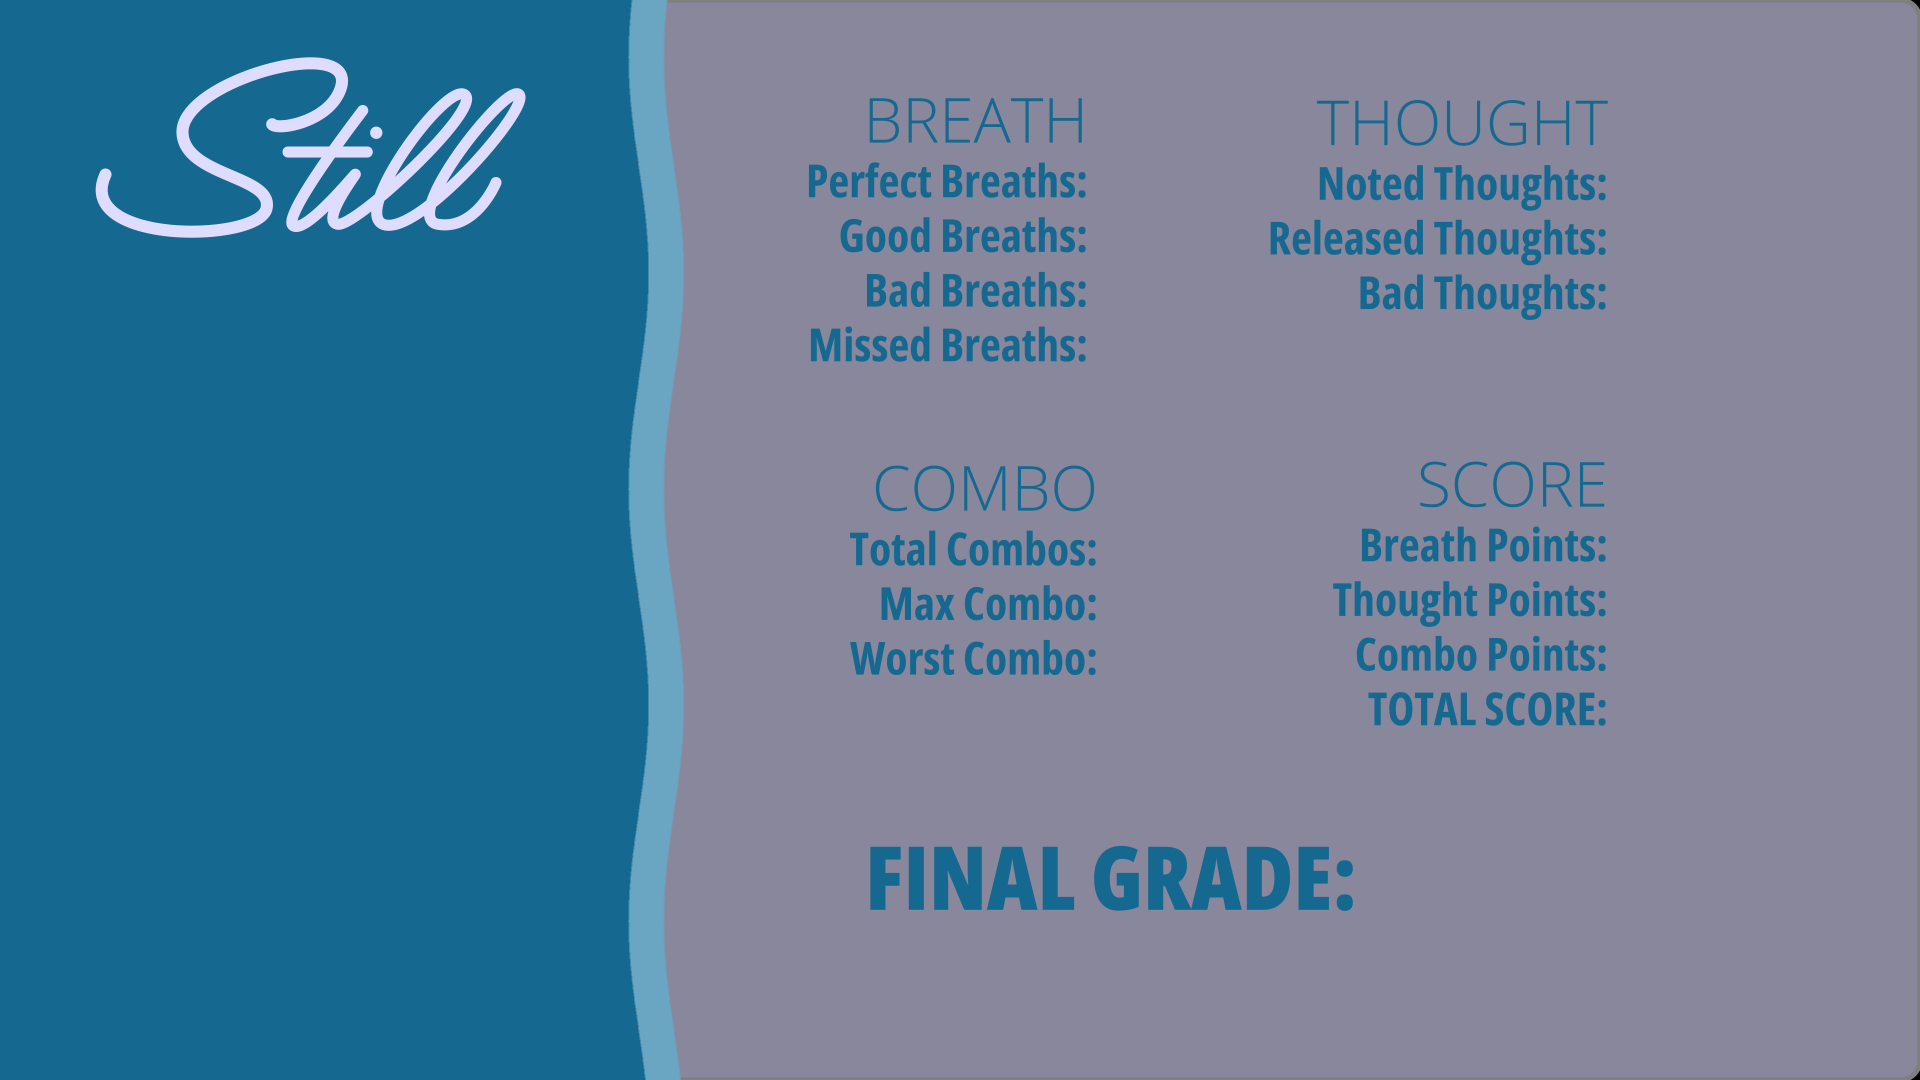 Still
BREATH
Perfect Breaths:
Good Breaths:
Bad Breaths:
Missed Breaths:
THOUGHT
Noted Thoughts:
Released Thoughts:
Bad Thoughts:
COMBO
Total Combos:
Max Combo:
Worst Combo:
SCORE
Breath Points:
Thought Points:
Combo Points:
TOTAL SCORE:
FINAL GRADE: